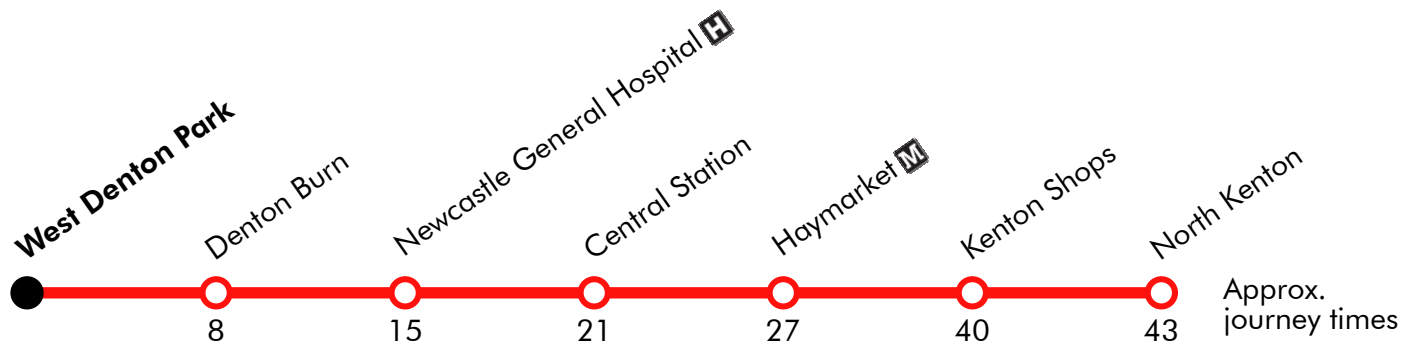 West Denton Park
Denton Burn
Newcastle General Hospital H
Central Station
Haymarket M
Kenton Shops
North Kenton
8 15 21 27 40 43
Approx.
journey times